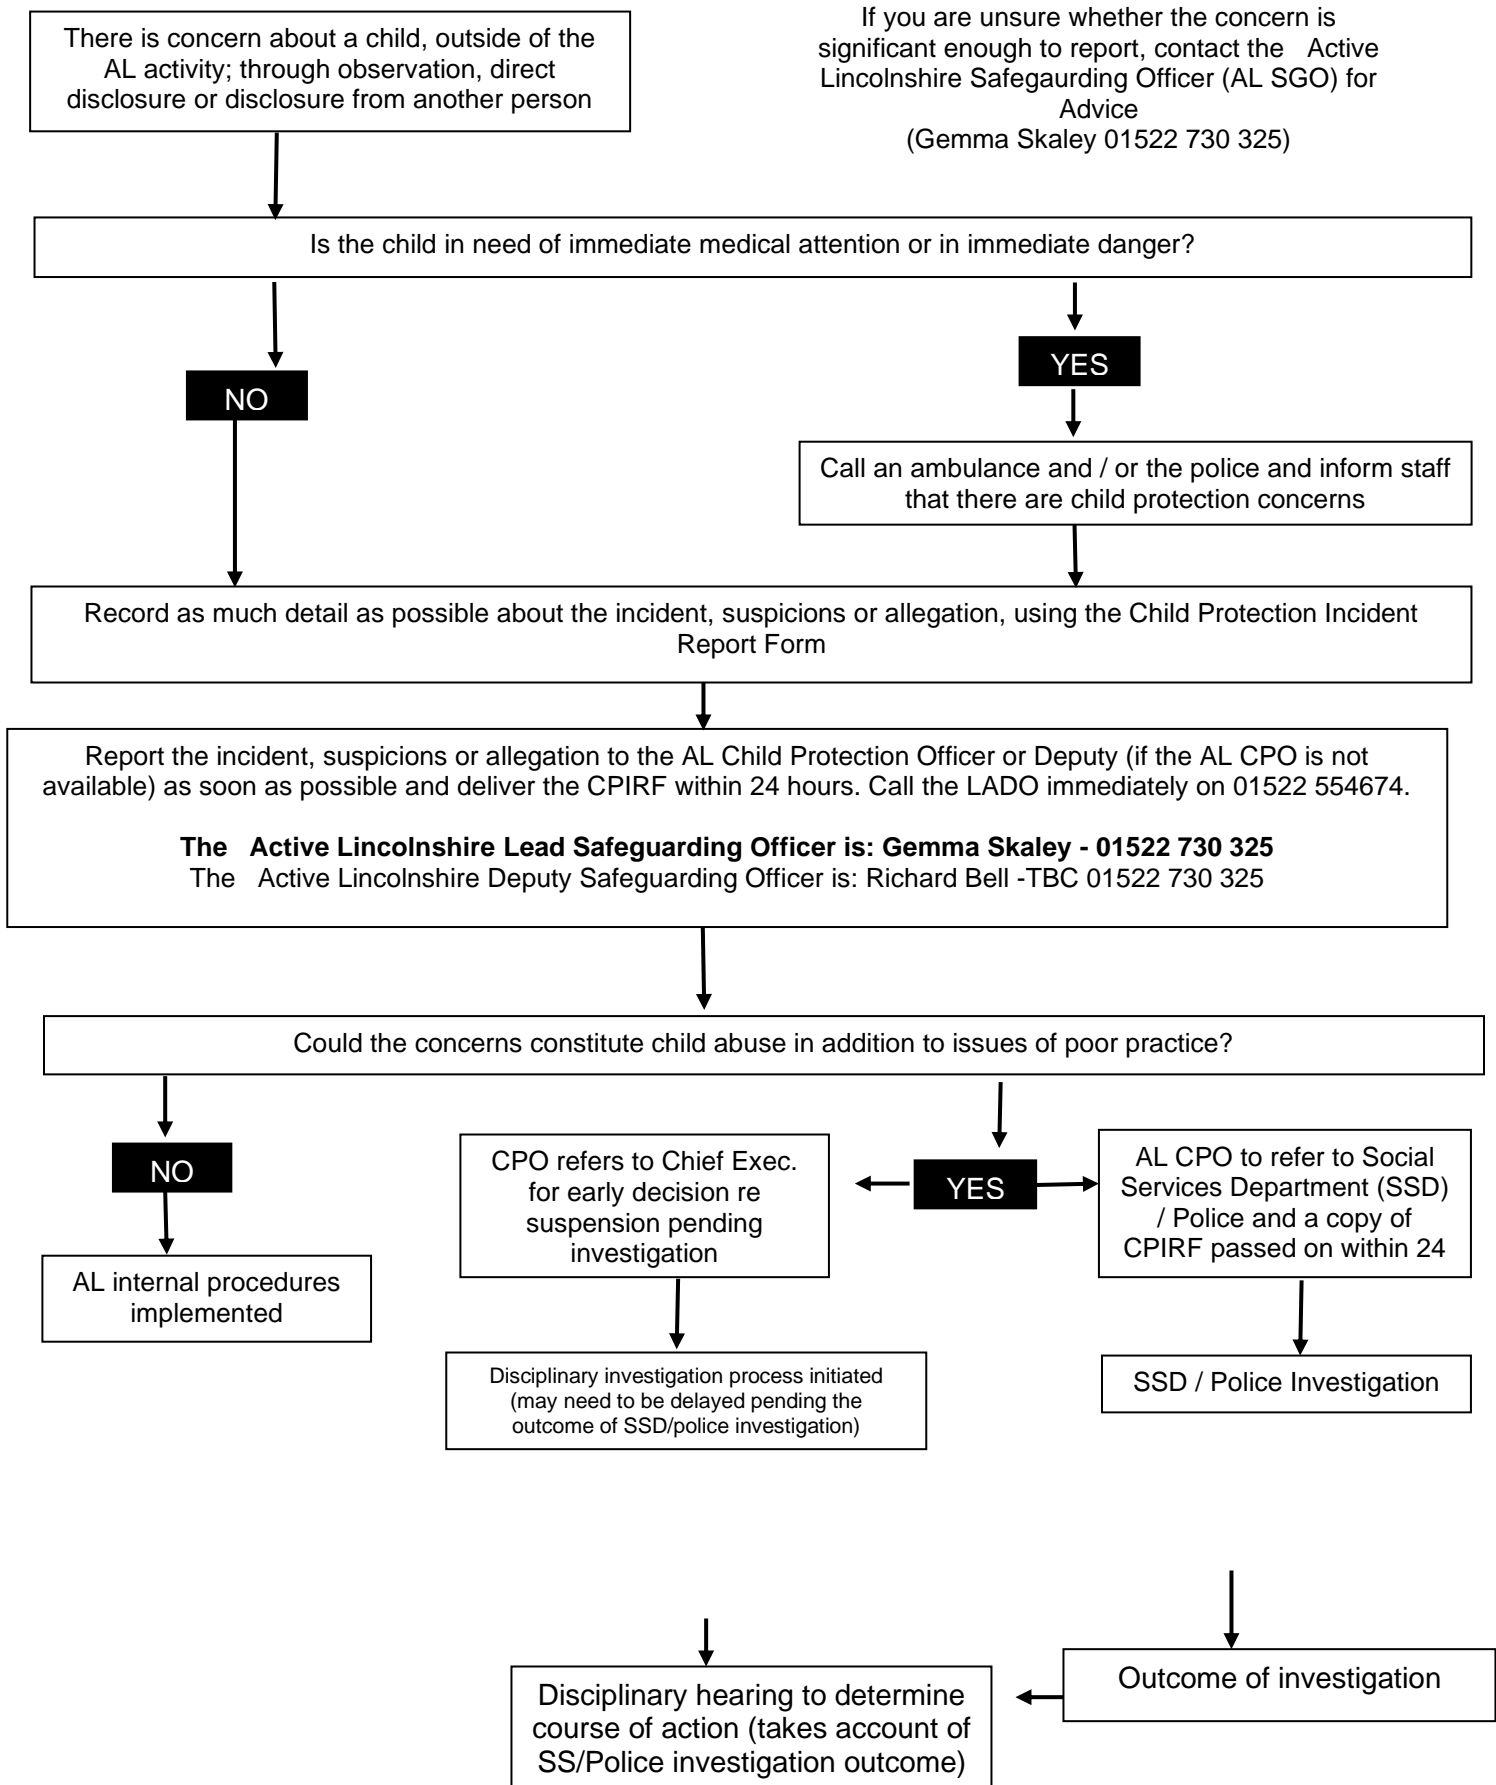 There is concern about a child, outside of the
AL activity; through observation, direct
disclosure or disclosure from another person
If you are unsure whether the concern is
significant enough to report, contact the Active
Lincolnshire Safegaurding Officer (AL SGO) for
Advice
(Gemma Skaley 01522 730 325)
Is the child in need of immediate medical attention or in immediate danger?
NO
YES
Call an ambulance and / or the police and inform staff
that there are child protection concerns
Record as much detail as possible about the incident, suspicions or allegation, using the Child Protection Incident
Report Form
Report the incident, suspicions or allegation to the AL Child Protection Officer or Deputy (if the AL CPO is not
available) as soon as possible and deliver the CPIRF within 24 hours. Call the LADO immediately on 01522 554674.
The Active Lincolnshire Lead Safeguarding Officer is: Gemma Skaley - 01522 730 325
The Active Lincolnshire Deputy Safeguarding Officer is: Richard Bell -TBC 01522 730 325
Could the concerns constitute child abuse in addition to issues of poor practice?
NO
AL internal procedures
implemented
CPO refers to Chief Exec.
for early decision re
suspension pending
investigation
YES
AL CPO to refer to Social
Services Department (SSD)
/ Police and a copy of
CPIRF passed on within 24
Disciplinary investigation process initiated
(may need to be delayed pending the
outcome of SSD/police investigation)
SSD / Police Investigation
Outcome of investigation
Disciplinary hearing to determine
course of action (takes account of
SS/Police investigation outcome)